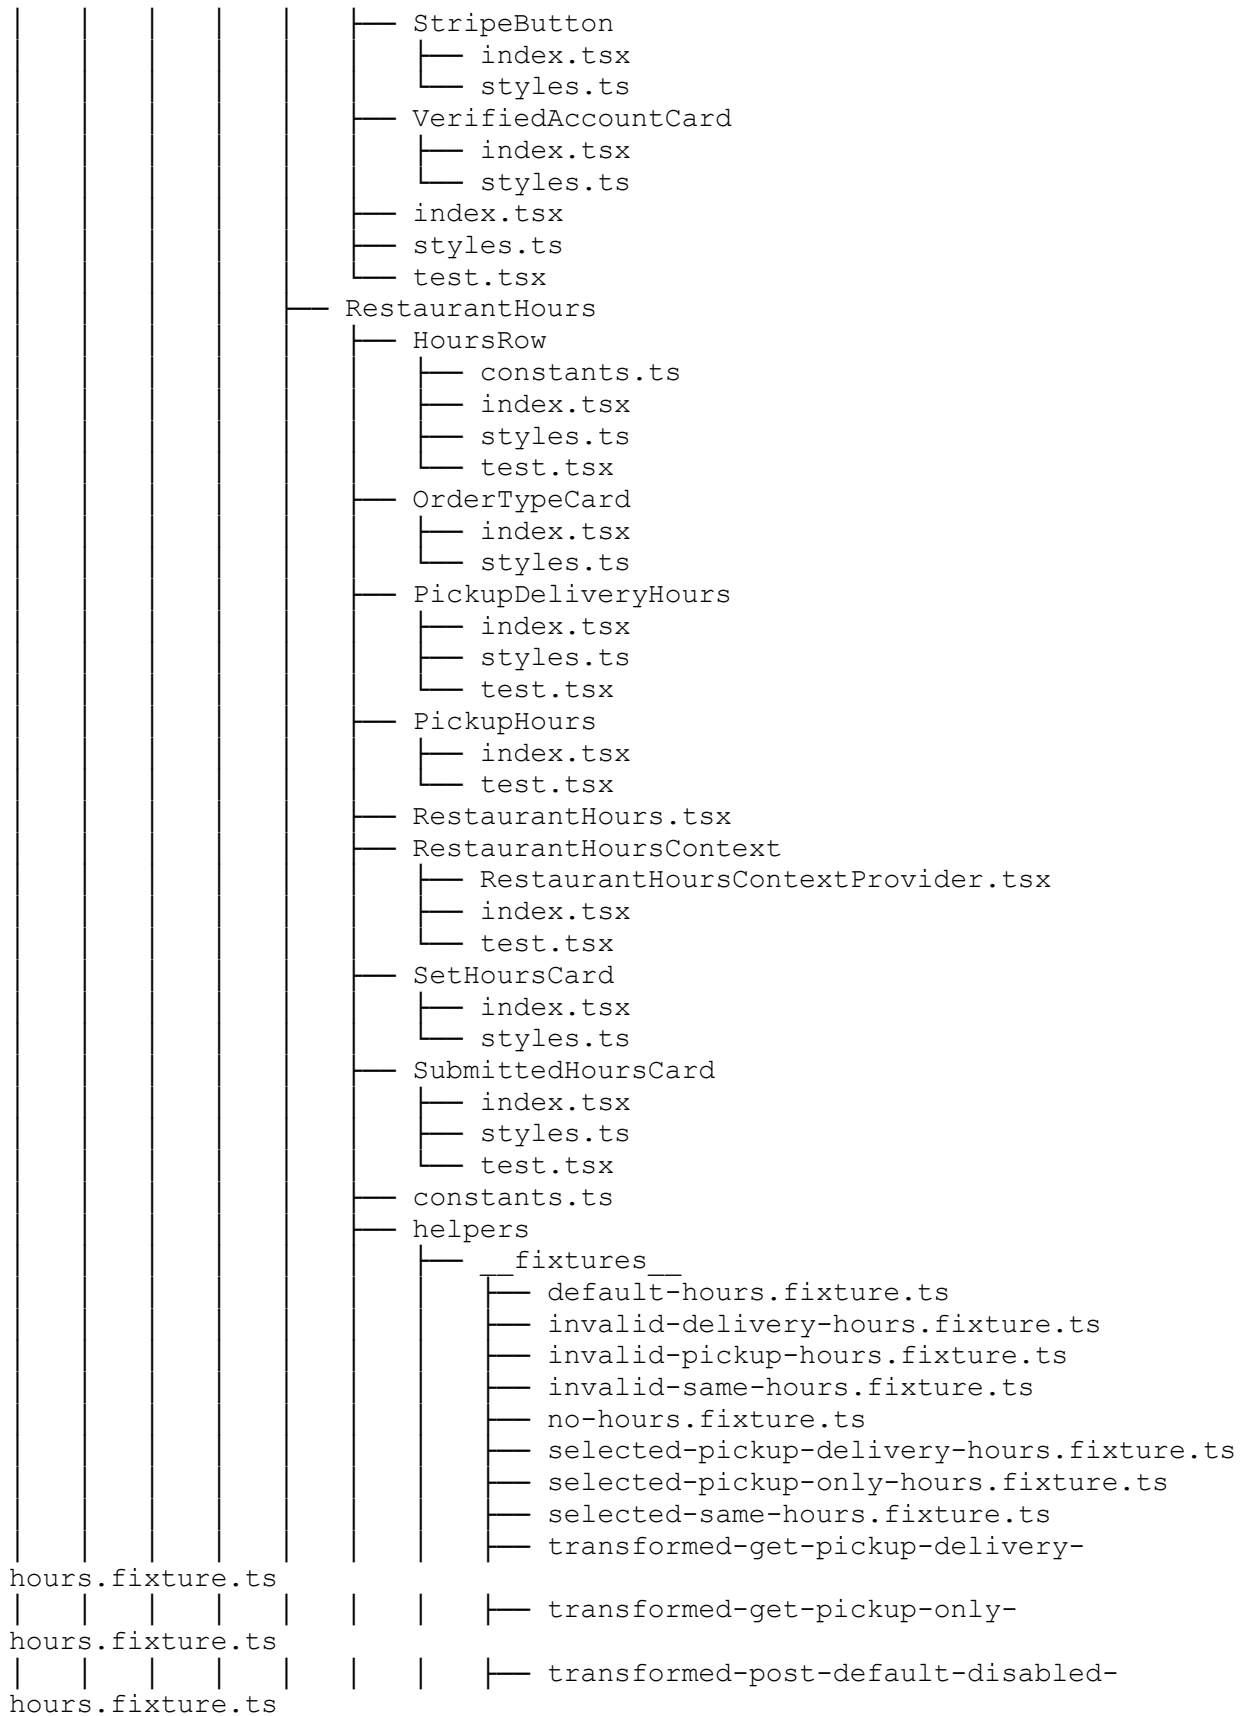 │   │   │   │   │   ├── StripeButton
│   │   │   │   │   │   ├── index.tsx
│   │   │   │   │   │   └── styles.ts
│   │   │   │   │   ├── VerifiedAccountCard
│   │   │   │   │   │   ├── index.tsx
│   │   │   │   │   │   └── styles.ts
│   │   │   │   │   ├── index.tsx
│   │   │   │   │   ├── styles.ts
│   │   │   │   │   └── test.tsx
│   │   │   │   ├── RestaurantHours
│   │   │   │   │   ├── HoursRow
│   │   │   │   │   │   ├── constants.ts
│   │   │   │   │   │   ├── index.tsx
│   │   │   │   │   │   ├── styles.ts
│   │   │   │   │   │   └── test.tsx
│   │   │   │   │   ├── OrderTypeCard
│   │   │   │   │   │   ├── index.tsx
│   │   │   │   │   │   └── styles.ts
│   │   │   │   │   ├── PickupDeliveryHours
│   │   │   │   │   │   ├── index.tsx
│   │   │   │   │   │   ├── styles.ts
│   │   │   │   │   │   └── test.tsx
│   │   │   │   │   ├── PickupHours
│   │   │   │   │   │   ├── index.tsx
│   │   │   │   │   │   └── test.tsx
│   │   │   │   │   ├── RestaurantHours.tsx
│   │   │   │   │   ├── RestaurantHoursContext
│   │   │   │   │   │   ├── RestaurantHoursContextProvider.tsx
│   │   │   │   │   │   ├── index.tsx
│   │   │   │   │   │   └── test.tsx
│   │   │   │   │   ├── SetHoursCard
│   │   │   │   │   │   ├── index.tsx
│   │   │   │   │   │   └── styles.ts
│   │   │   │   │   ├── SubmittedHoursCard
│   │   │   │   │   │   ├── index.tsx
│   │   │   │   │   │   ├── styles.ts
│   │   │   │   │   │   └── test.tsx
│   │   │   │   │   ├── constants.ts
│   │   │   │   │   ├── helpers
│   │   │   │   │   │   ├── __fixtures__
│   │   │   │   │   │   │   ├── default-hours.fixture.ts
│   │   │   │   │   │   │   ├── invalid-delivery-hours.fixture.ts
│   │   │   │   │   │   │   ├── invalid-pickup-hours.fixture.ts
│   │   │   │   │   │   │   ├── invalid-same-hours.fixture.ts
│   │   │   │   │   │   │   ├── no-hours.fixture.ts
│   │   │   │   │   │   │   ├── selected-pickup-delivery-hours.fixture.ts
│   │   │   │   │   │   │   ├── selected-pickup-only-hours.fixture.ts
│   │   │   │   │   │   │   ├── selected-same-hours.fixture.ts
│   │   │   │   │   │   │   ├── transformed-get-pickup-delivery-
hours.fixture.ts
│   │   │   │   │   │   │   ├── transformed-get-pickup-only-
hours.fixture.ts
│   │   │   │   │   │   │   ├── transformed-post-default-disabled-
hours.fixture.ts